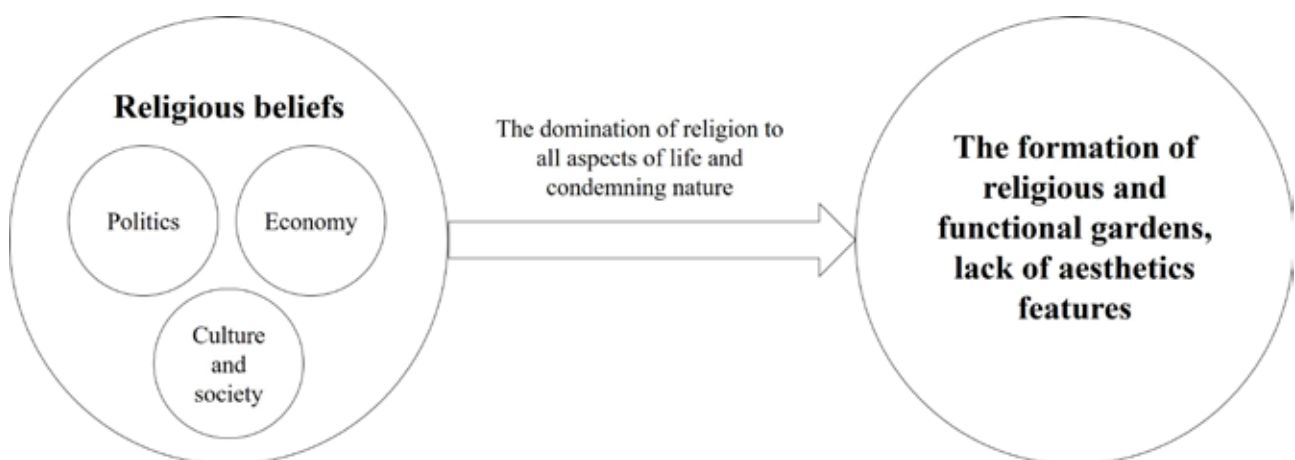 Religious beliefs
Politics
Economy
Culture
and
society
The domination of religion to
all aspects of life and
condemning nature
The formation of
religious and
functional gardens,
lack of aesthetics
features